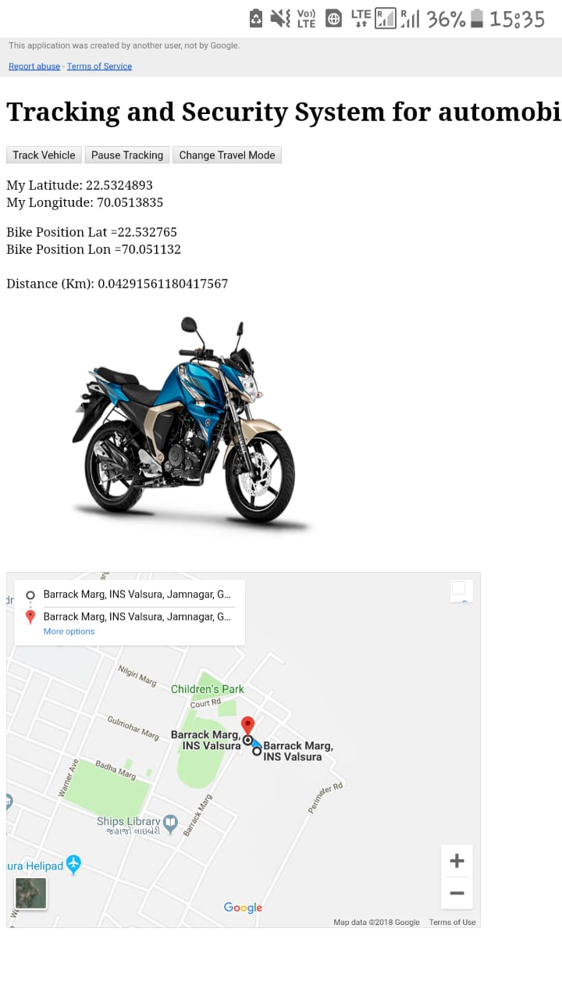 Vo))
LTE
LTE
R
R
36%
15:35
This application was created by another user, not by Google.
Report abuse - Terms of Service
Tracking and Security System for automobi
Track Vehicle
Pause Tracking
Change Travel Mode
My Latitude: 22.5324893
My Longitude: 70.0513835
Bike Position Lat =22.532765
Bike Position Lon =70.051132
Distance (Km): 0.04291561180417567
Barrack Marg, INS Valsura, Jamnagar, G...
Barrack Marg, INS Valsura, Jamnagar, G...
More options
Nilgiri Marg
Children's Park
Court Rd
Gulmohar Marg
Barrack Marg,
INS Valsura
Barrack Marg,
INS Valsura
Badha Marg
Warner Ave
Perimeter Rd
Barrack Marg
Ships Library
જહાજો લાઇબ્રેરી
ura Helipad
Google
Map data ©2018 Google
Terms of Use